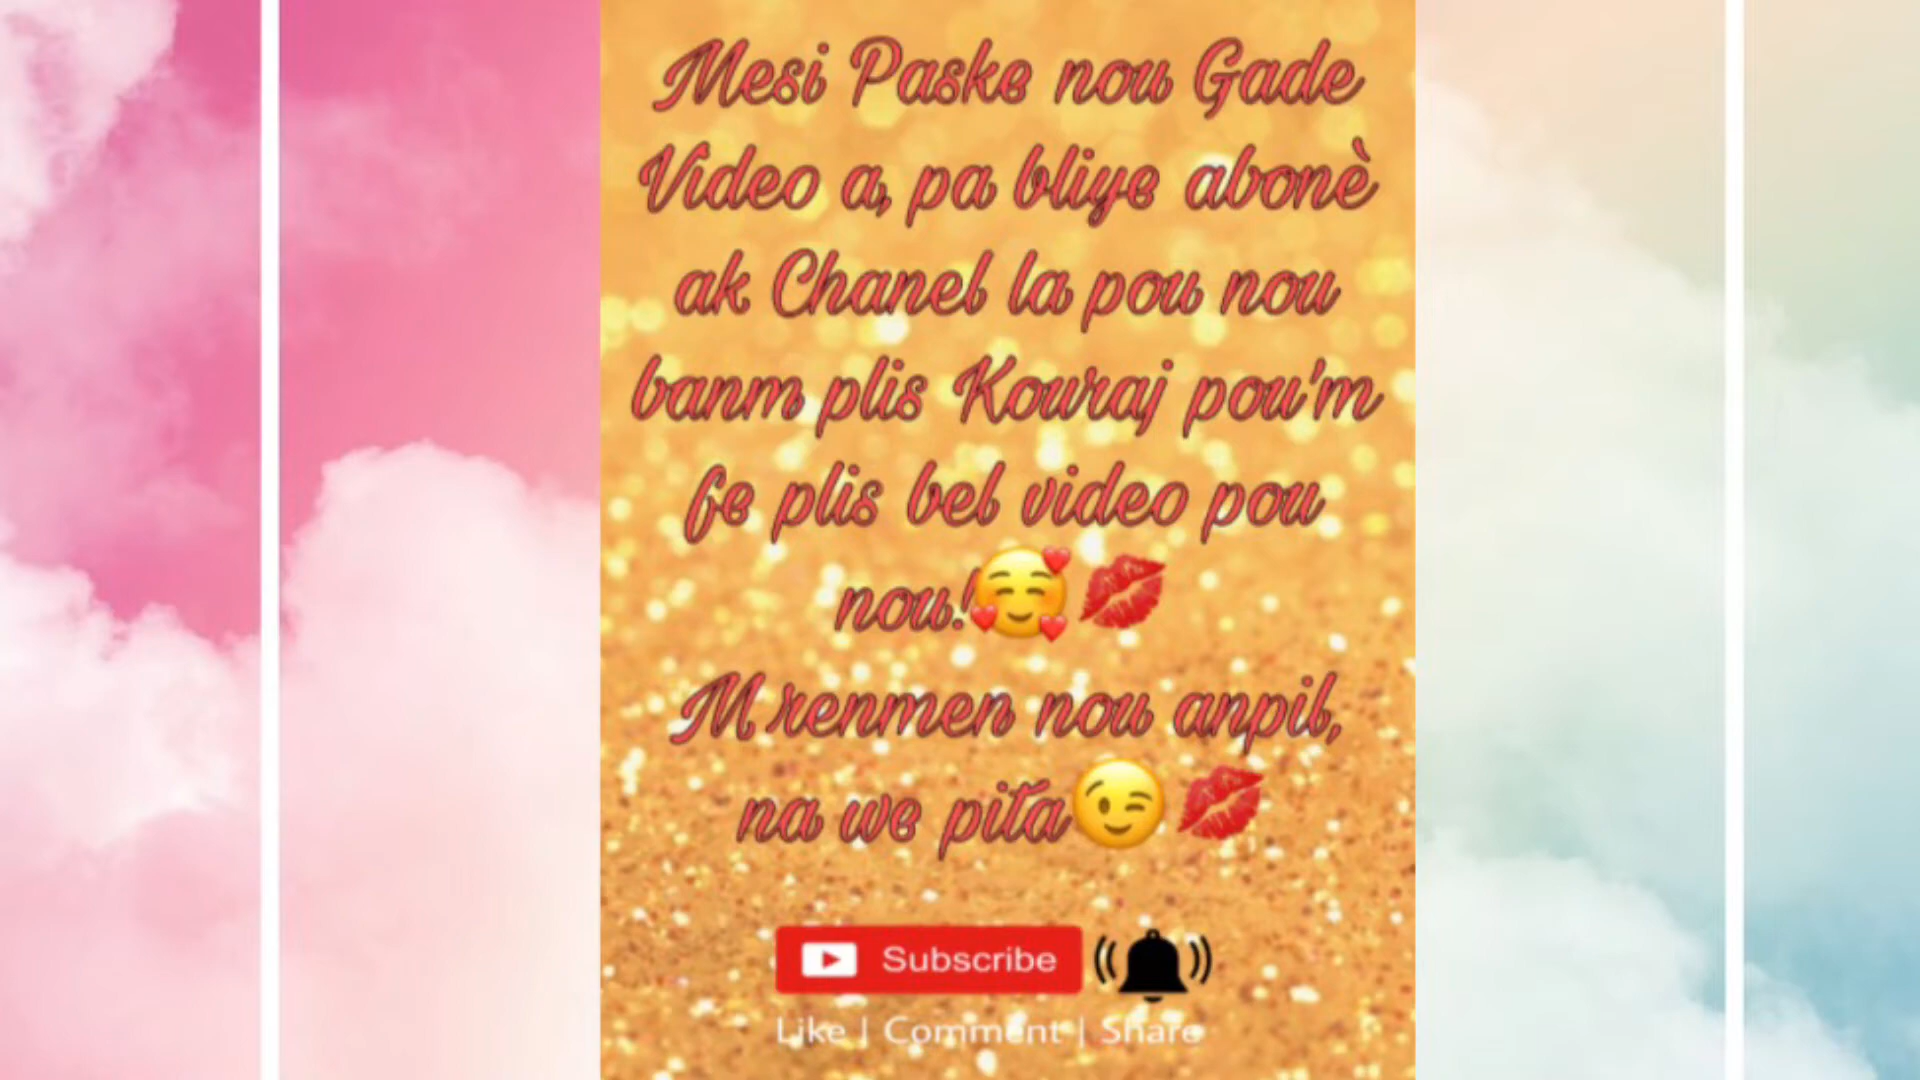 Mesi Paske nou Gade
Video a, pa bliye abonè
ak Chanel la pou nou
banm plis Kouraj pou'm
fe plis bel video pou
nou!🥰💋
M renmen nou anpil,
na we pita😉💋
Subscribe
Like | Comment | Share